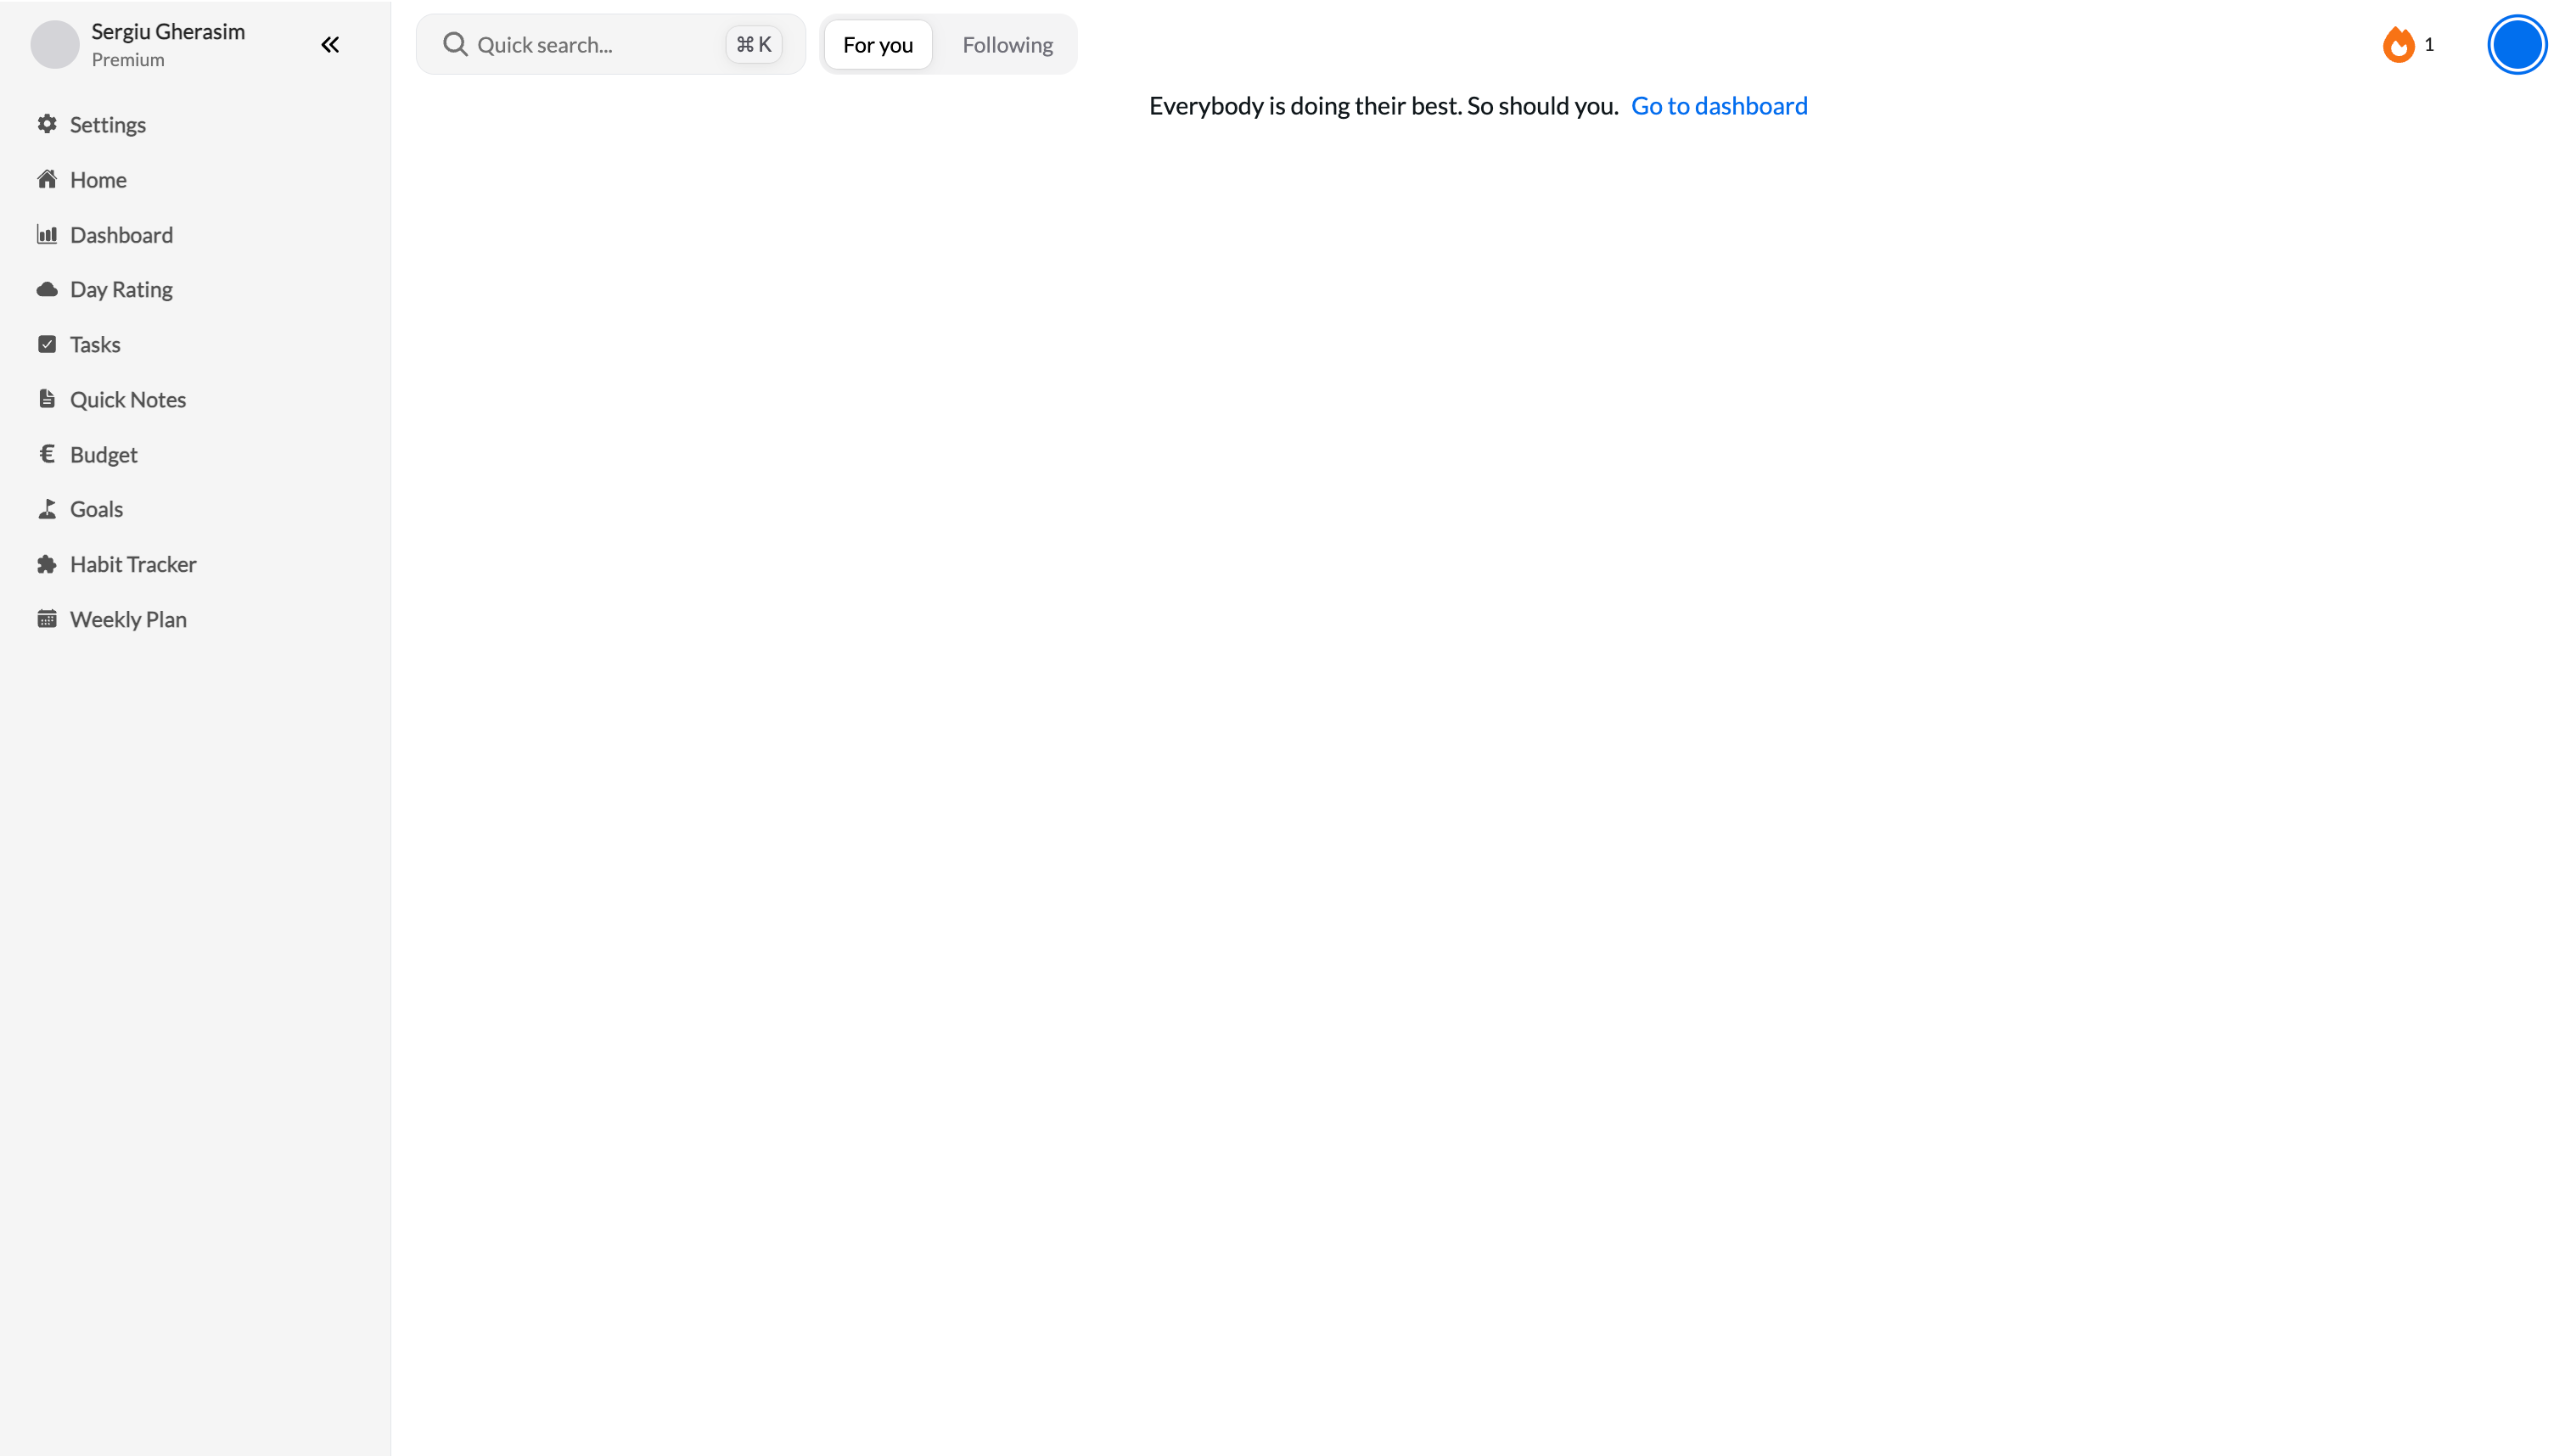 Sergiu Gherasim
Premium
Settings
Home
Dashboard
Day Rating
Tasks
Quick Notes
Budget
Goals
Habit Tracker
Weekly Plan
Quick search...
⌘ K
For you
Following
1
Everybody is doing their best. So should you. Go to dashboard